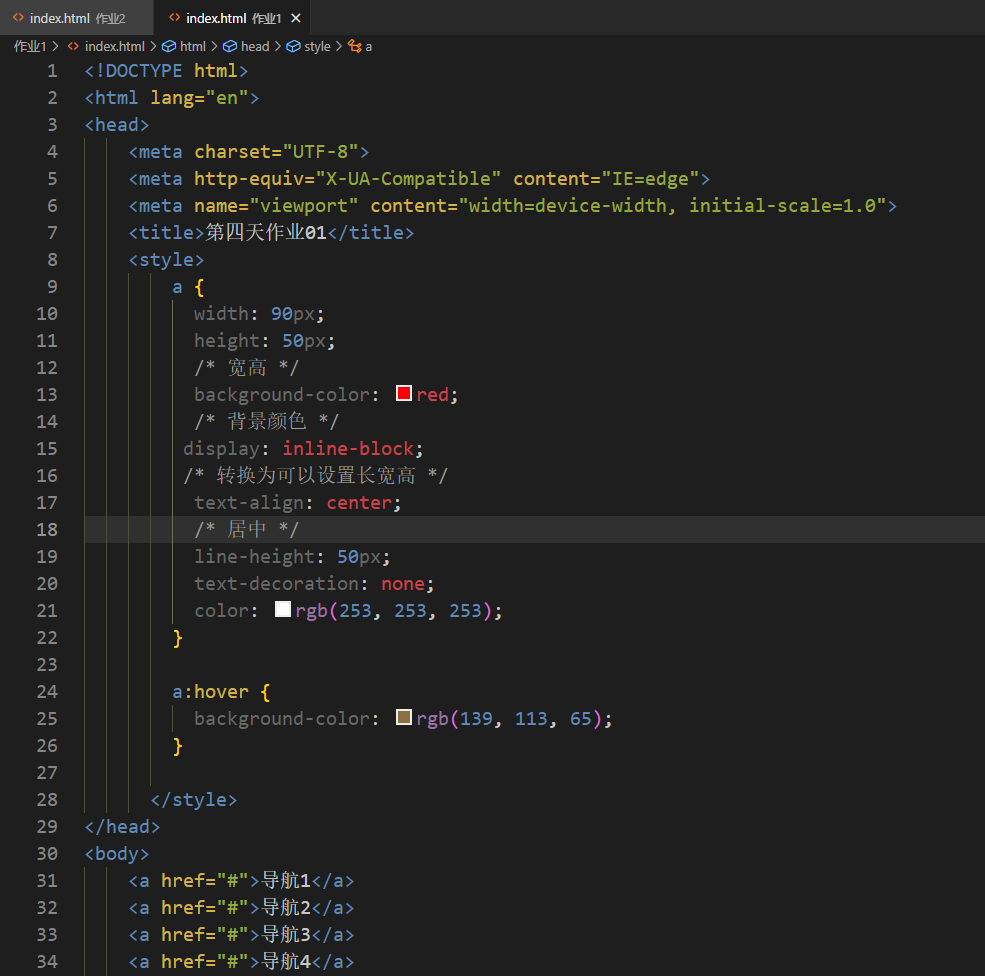 index.html 作业2 index.html 作业1
作业1 > index.html > html > head > style > a
1 <!DOCTYPE html>
2 <html lang="en">
3 <head>
4 <meta charset="UTF-8">
5 <meta http-equiv="X-UA-Compatible" content="IE=edge">
6 <meta name="viewport" content="width=device-width, initial-scale=1.0">
7 <title>第四天作业01</title>
8 <style>
9 a {
10 width: 90px;
11 height: 50px;
12 /* 宽高 */
13 background-color: red;
14 /* 背景颜色 */
15 display: inline-block;
16 /* 转换为可以设置长宽高 */
17 text-align: center;
18 /* 居中 */
19 line-height: 50px;
20 text-decoration: none;
21 color: rgb(253, 253, 253);
22 }
23
24 a:hover {
25 background-color: rgb(139, 113, 65);
26 }
27
28 </style>
29 </head>
30 <body>
31 <a href="#">导航1</a>
32 <a href="#">导航2</a>
33 <a href="#">导航3</a>
34 <a href="#">导航4</a>